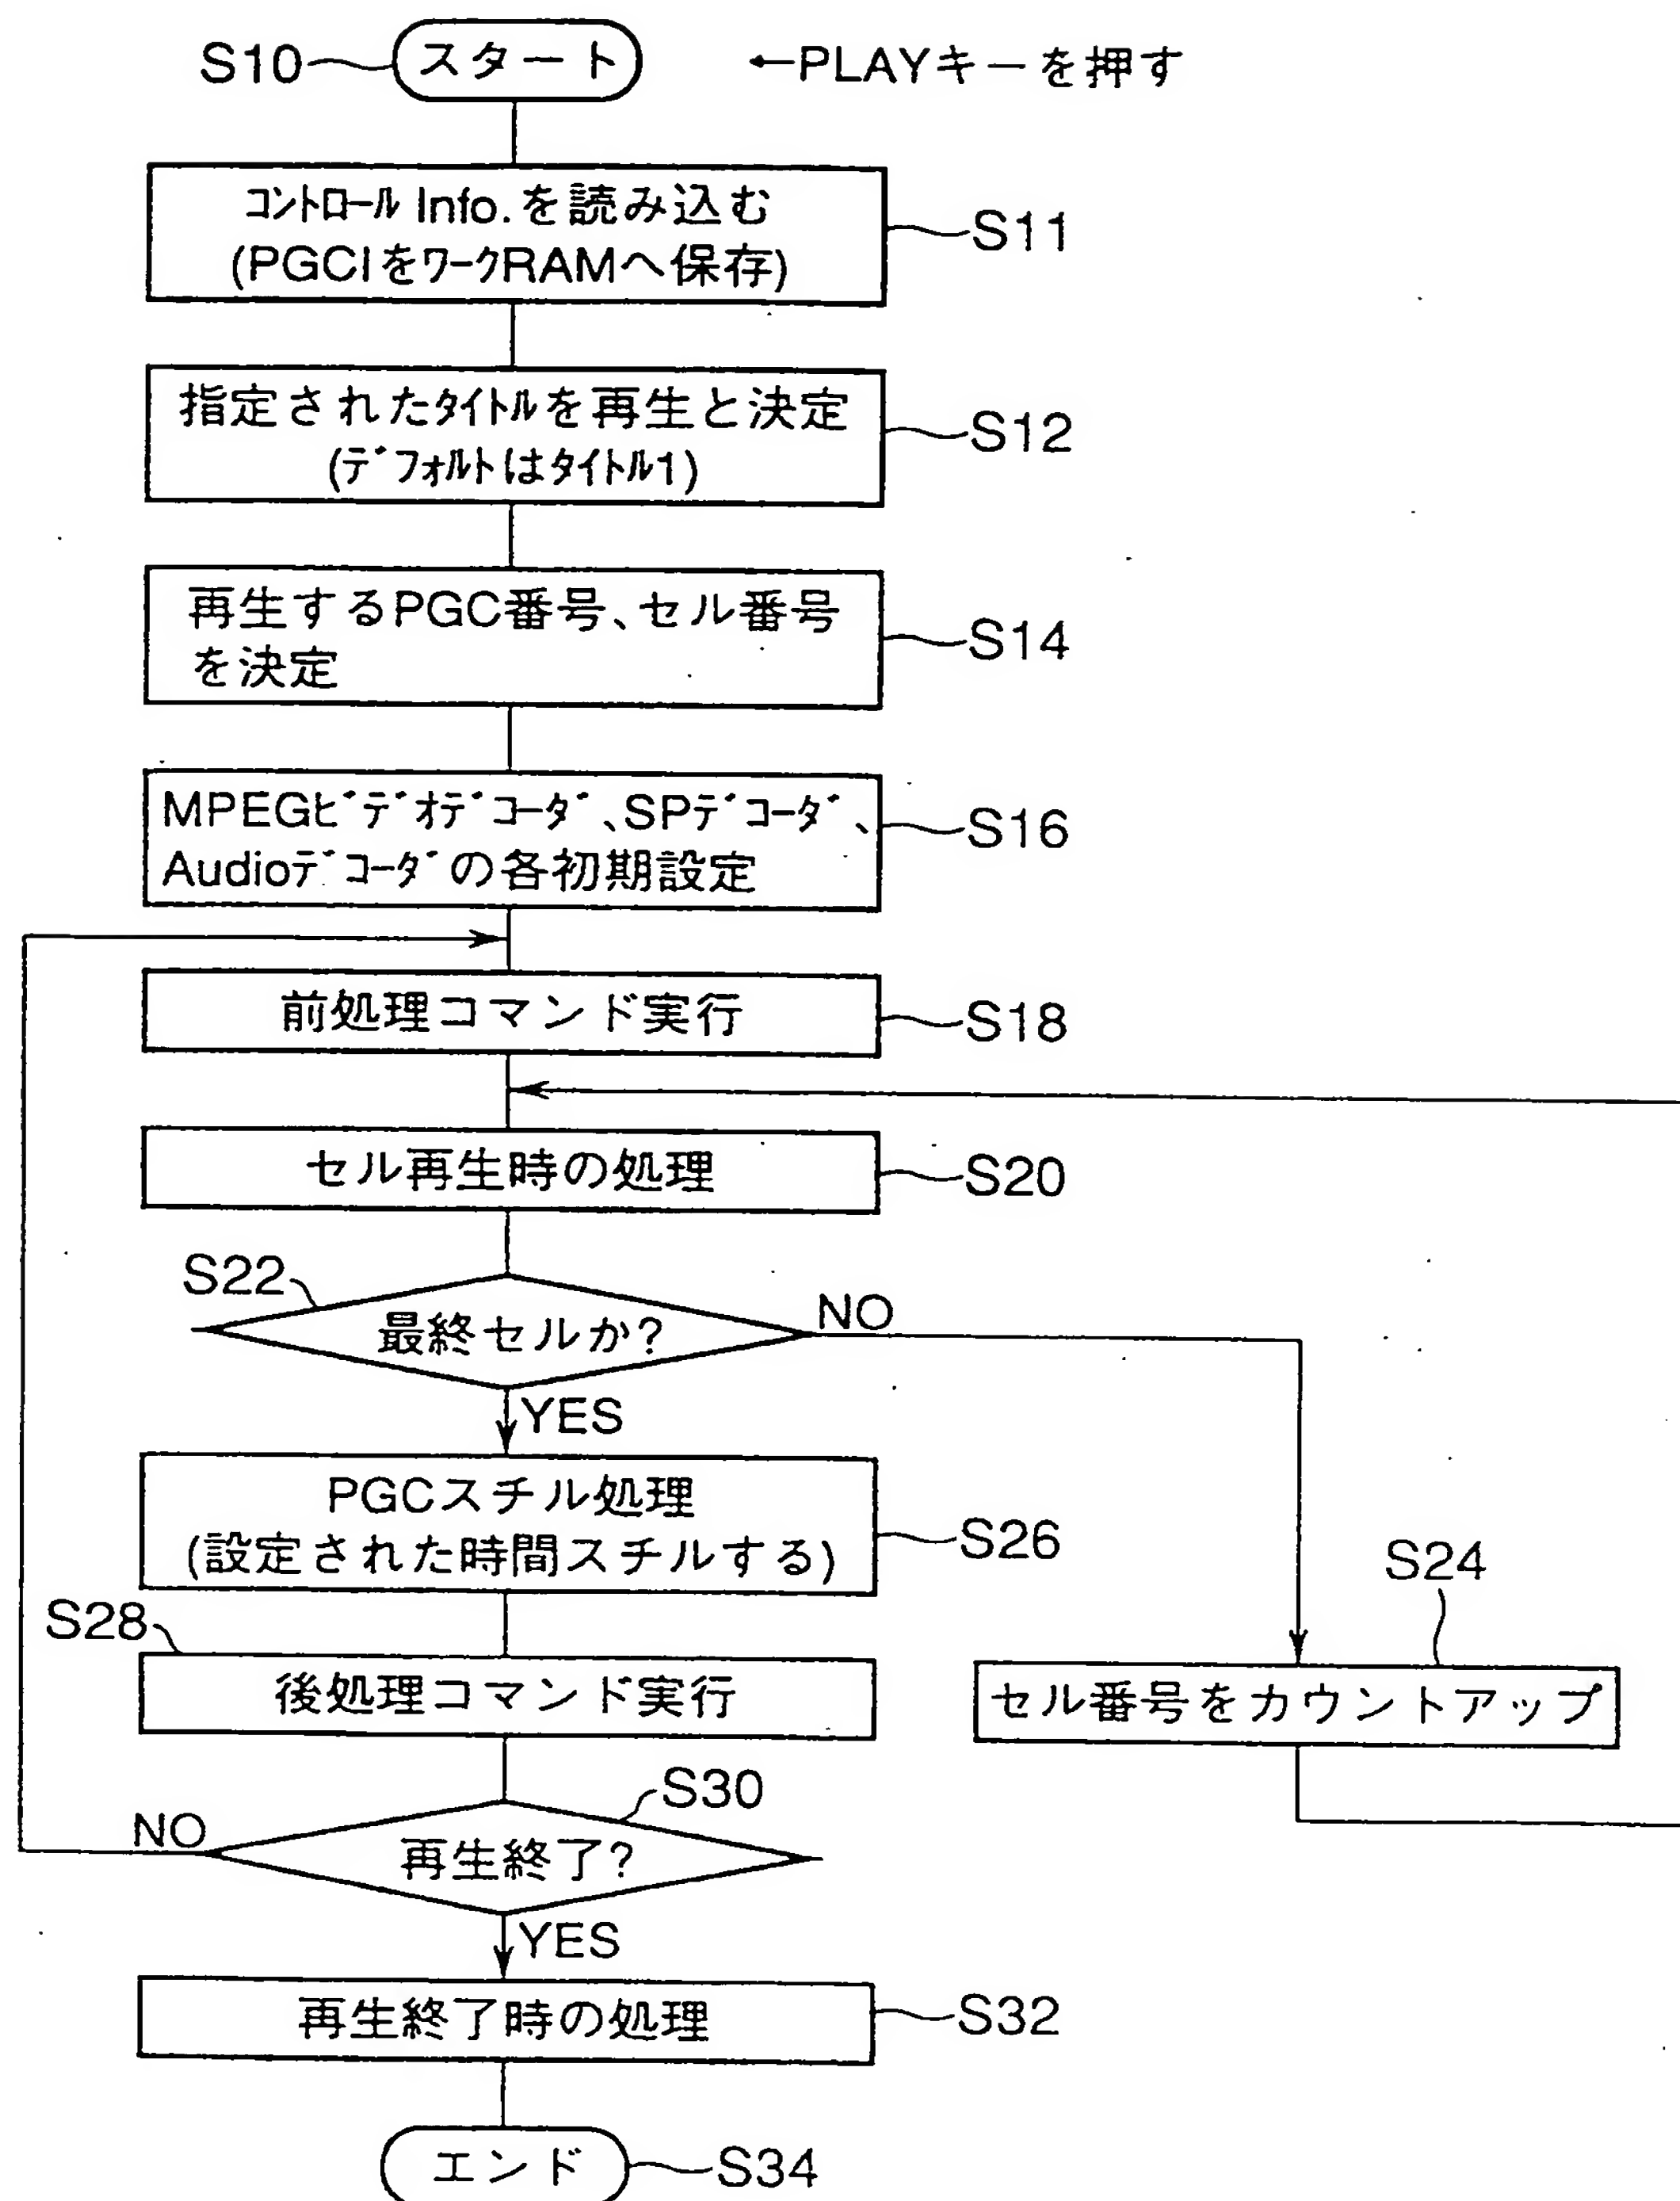 S10
スタート
←PLAYキーを押す
コントロールInfo.を読み込む
(PGCIをワークRAMへ保存)
S11
指定されたタイトルを再生と決定
(デフォルトはタイトル1)
S12
再生するPGC番号、セル番号
を決定
S14
MPEGビデオデコーダ、SPデコーダ、
Audioデコーダの各初期設定
S16
前処理コマンド実行
S18
セル再生時の処理
S20
S22
最終セルか?
NO
YES
PGCスチル処理
(設定された時間スチルする)
S26
S24
セル番号をカウントアップ
S28
後処理コマンド実行
S30
NO
再生終了?
YES
再生終了時の処理
S32
エンド
S34